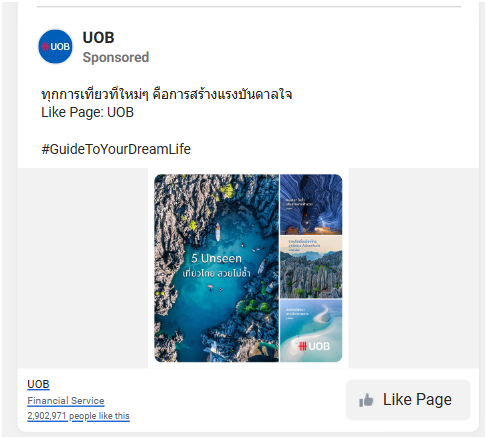 UOB
UOB
Sponsored
ทุกการเที่ยวที่ใหม่ๆ คือการสร้างแรงบันดาลใจ
Like Page: UOB
#GuideToYourDreamLife
5 Unseen
เที่ยวไทย สวยไม่ซ้ำ
UOB
UOB
Financial Service
2,902,971 people like this
Like Page